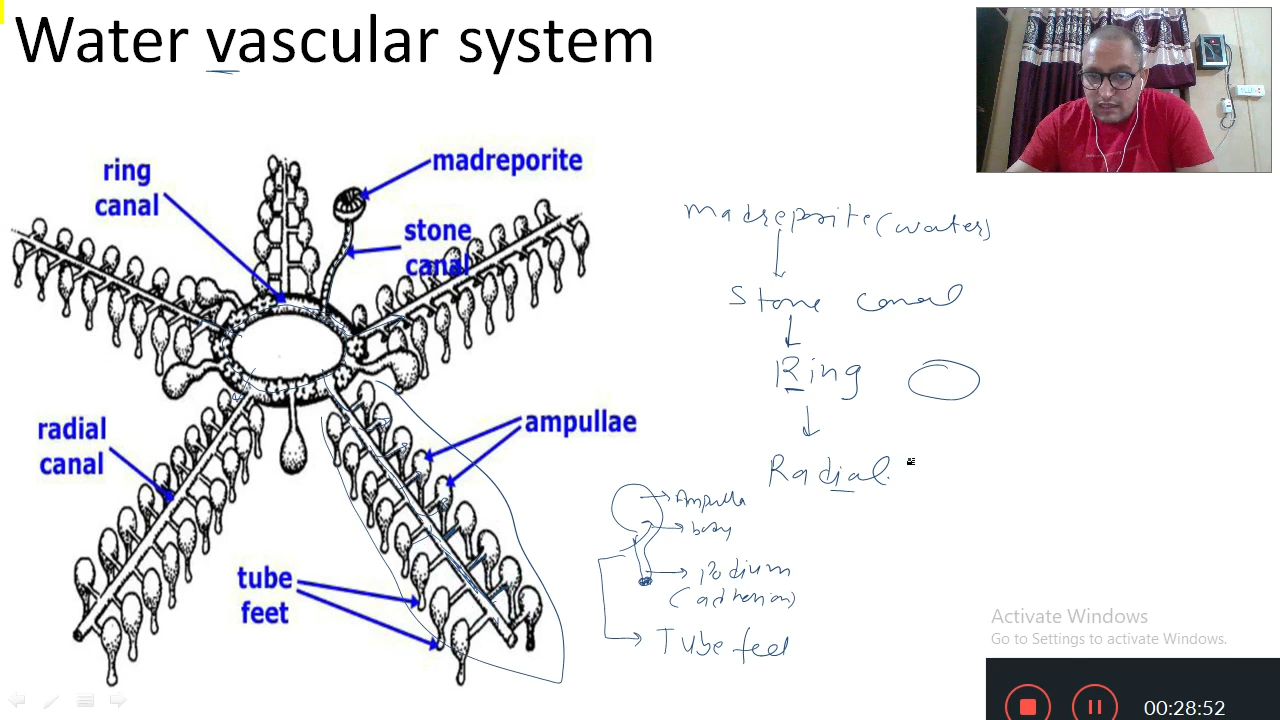 Water vascular system
ring
canal
madreporite
stone
canal
radial
canal
ampullae
tube
feet
madreporite (water)
Stone canal
Ring
Radial.
Ampulla
body
Podium
(adhesion)
Tube feet
Activate Windows
Go to Settings to activate Windows.
00:28:52